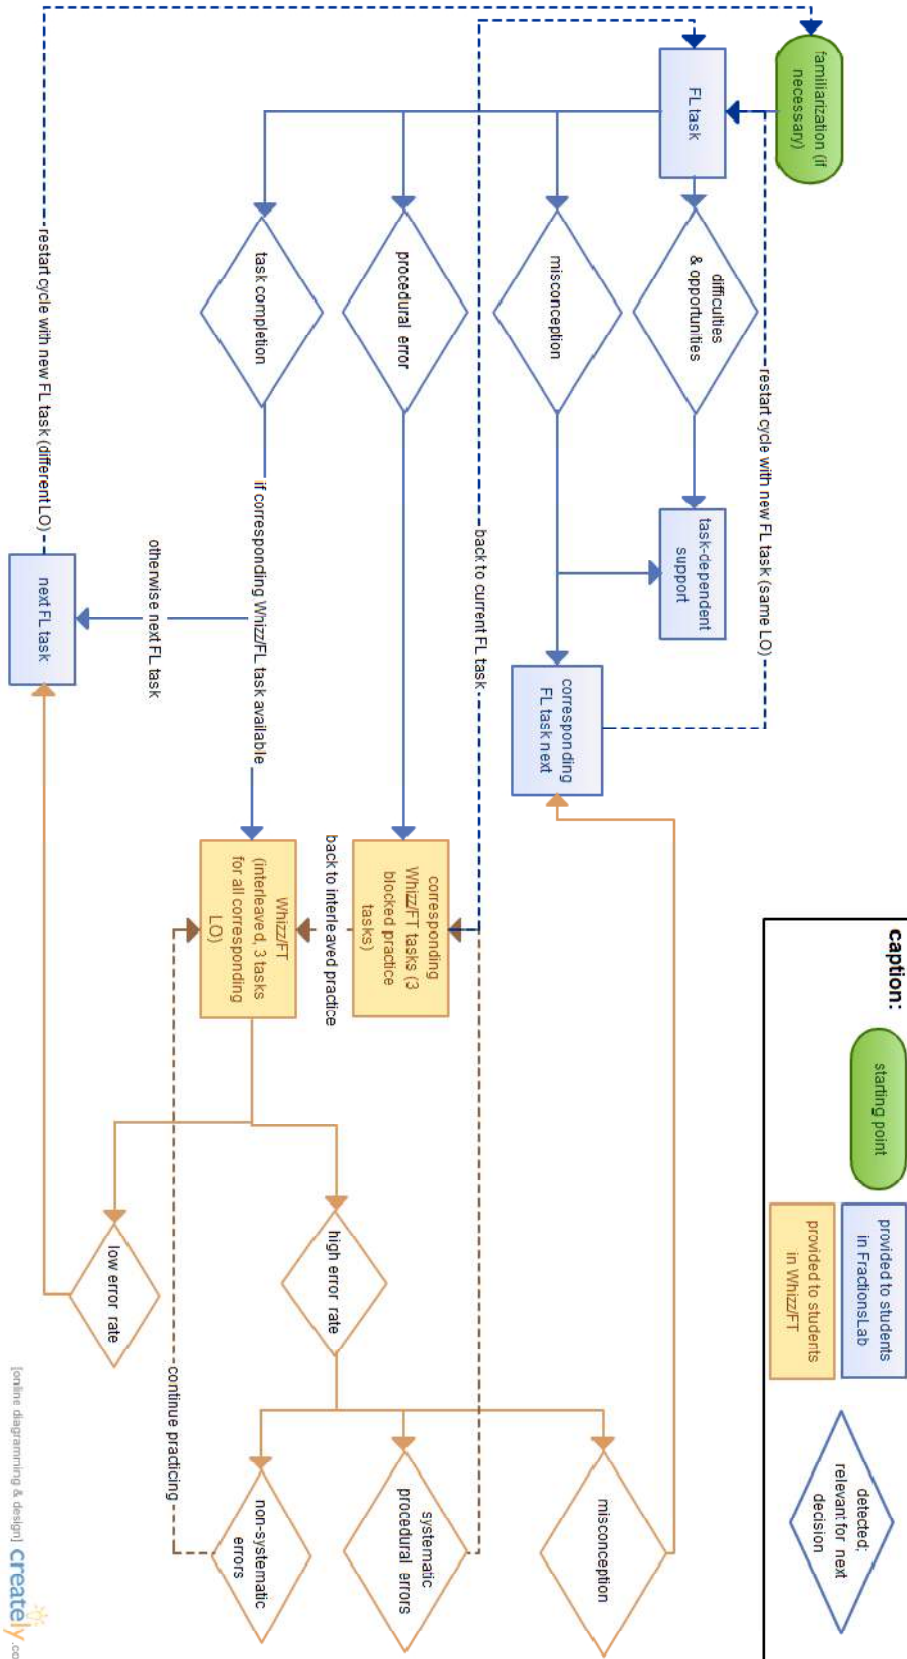 familiarization (if
necessary)
FL task
difficulties
& opportunities
misconception
procedural error
task completion
task-dependent
support
corresponding
FL task next
restart cycle with new FL task (same LO)
back to current FL task
if corresponding Whizz/FL task available
otherwise next FL task
next FL task
restart cycle with new FL task (different LO)
corresponding
Whizz/FT tasks (3
blocked practice
tasks)
back to interleaved practice
Whizz/FT
(interleaved, 3 tasks
for all corresponding
LO)
high error rate
low error rate
misconception
systematic
procedural errors
non-systematic
errors
continue practicing
caption:
starting point
provided to students
in FractionsLab
provided to students
in Whizz/FT
detected;
relevant for next
decision
[online diagramming & design] creately.co